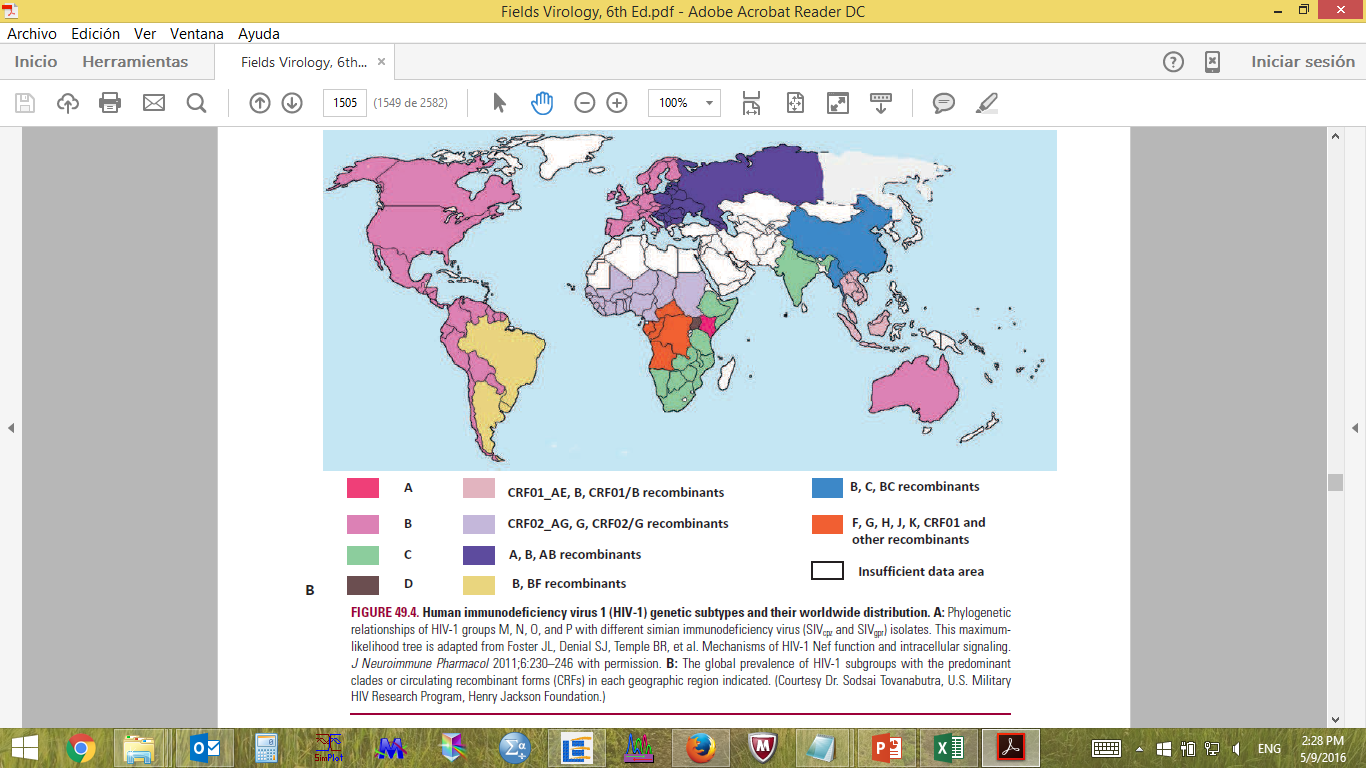 Fields Virology, 6th Ed.pdf - Adobe Acrobat Reader DC
Archivo Edición Ver Ventana Ayuda
Inicio Herramientas Fields Virology, 6th... × Iniciar sesión
1505 (1549 de 2582) 100%
A
B
C
D
CRF01_AE, B, CRF01/B recombinants
CRF02_AG, G, CRF02/G recombinants
A, B, AB recombinants
B, BF recombinants
B, C, BC recombinants
F, G, H, J, K, CRF01 and
other recombinants
Insufficient data area
B
FIGURE 49.4. Human immunodeficiency virus 1 (HIV-1) genetic subtypes and their worldwide distribution. A: Phylogenetic
relationships of HIV-1 groups M, N, O, and P with different simian immunodeficiency virus (SIVcpr and SIVgpr) isolates. This maximum-
likelihood tree is adapted from Foster JL, Denial SJ, Temple BR, et al. Mechanisms of HIV-1 Nef function and intracellular signaling.
J Neuroimmune Pharmacol 2011;6:230–246 with permission. B: The global prevalence of HIV-1 subgroups with the predominant
clades or circulating recombinant forms (CRFs) in each geographic region indicated. (Courtesy Dr. Sodsai Tovanabutra, U.S. Military
HIV Research Program, Henry Jackson Foundation.)
SimPlot
ENG
2:28 PM
5/9/2016